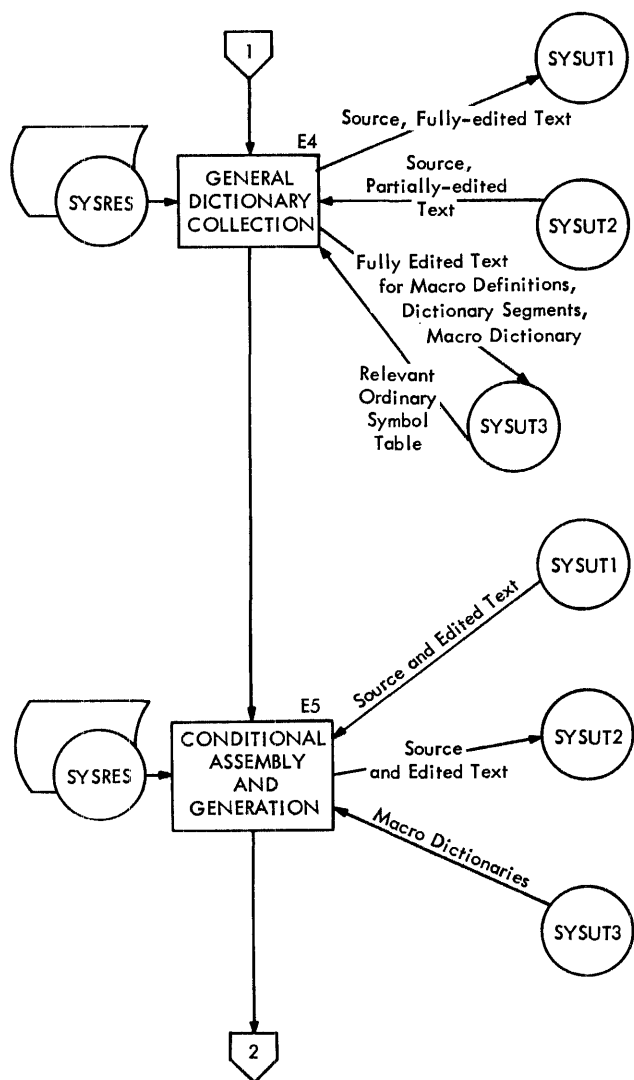 1
SYSUT1
Source, Fully-edited Text
E4
SYSRES
GENERAL
DICTIONARY
COLLECTION
Source,
Partially-edited
Text
SYSUT2
Fully Edited Text
for Macro Definitions,
Dictionary Segments,
Macro Dictionary
Relevant
Ordinary
Symbol
Table
SYSUT3
SYSUT1
Source and Edited Text
E5
SYSRES
CONDITIONAL
ASSEMBLY
AND
GENERATION
Source
and Edited Text
SYSUT2
Macro Dictionaries
SYSUT3
2